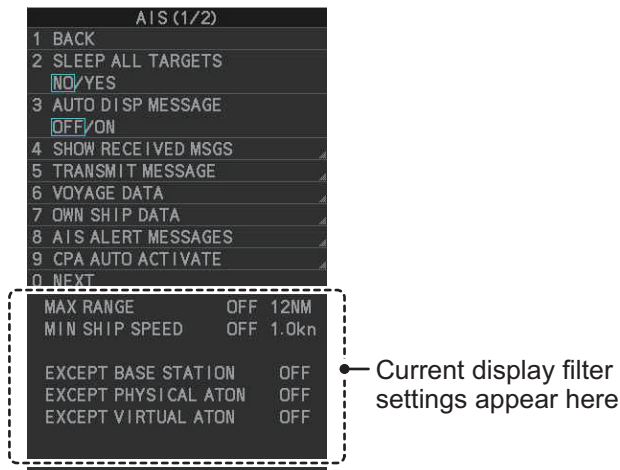 AIS(1/2)
1 BACK
2 SLEEP ALL TARGETS
NO/YES
3 AUTO DISP MESSAGE
OFF/ON
4 SHOW RECEIVED MSGS
5 TRANSMIT MESSAGE
6 VOYAGE DATA
7 OWN SHIP DATA
8 AIS ALERT MESSAGES
9 CPA AUTO ACTIVATE
0 NEXT
MAX RANGE OFF 12NM
MIN SHIP SPEED OFF 1.0kn
EXCEPT BASE STATION OFF
EXCEPT PHYSICAL ATON OFF
EXCEPT VIRTUAL ATON OFF
Current display filter
settings appear here